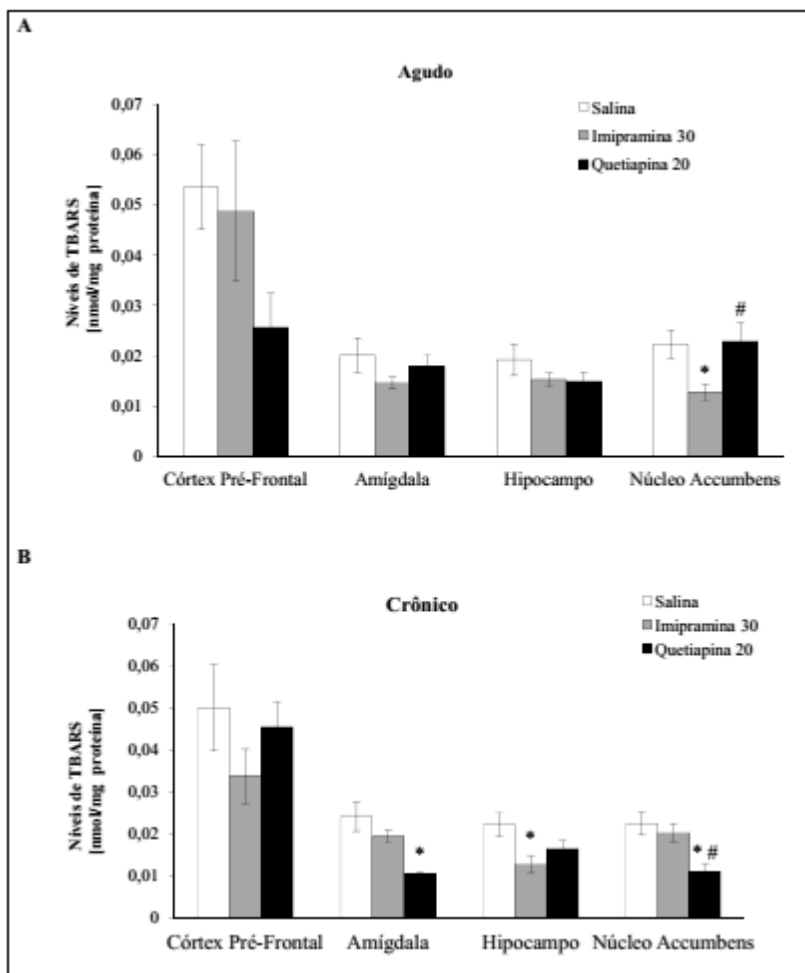 A
Agudo
Níveis de TBARS
[nmol/mg proteína]
0,07
0,06
0,05
0,04
0,03
0,02
0,01
0
Salina
Imipramina 30
Quetiapina 20
*
#
Córtex Pré-Frontal Amígdala Hipocampo Núcleo Accumbens
B
Crônico
Níveis de TBARS
[nmol/mg proteína]
0,07
0,06
0,05
0,04
0,03
0,02
0,01
0
Salina
Imipramina 30
Quetiapina 20
*
*
* #
Córtex Pré-Frontal Amígdala Hipocampo Núcleo Accumbens